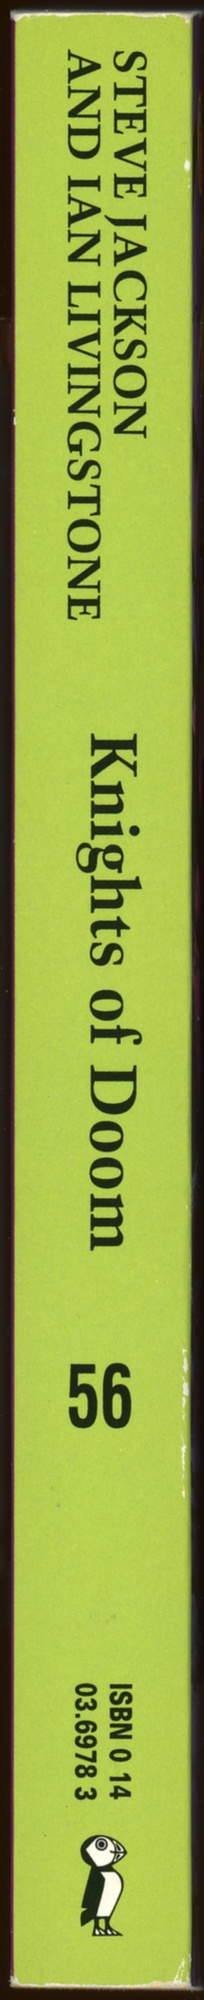 STEVE JACKSON
AND IAN LIVINGSTONE
Knights of Doom
56
ISBN 0 14
03.6978 3